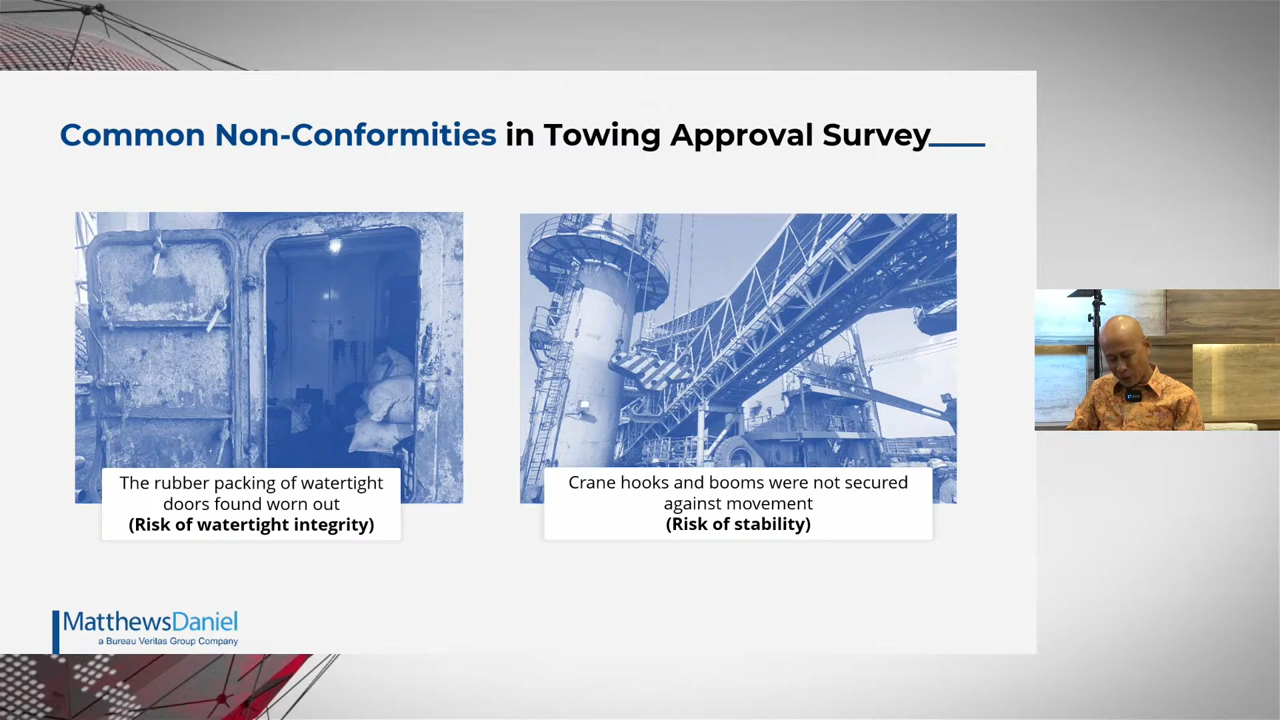 Common Non-Conformities in Towing Approval Survey
The rubber packing of watertight
doors found worn out
(Risk of watertight integrity)
Crane hooks and booms were not secured
against movement
(Risk of stability)
MatthewsDaniel
a Bureau Veritas Group Company